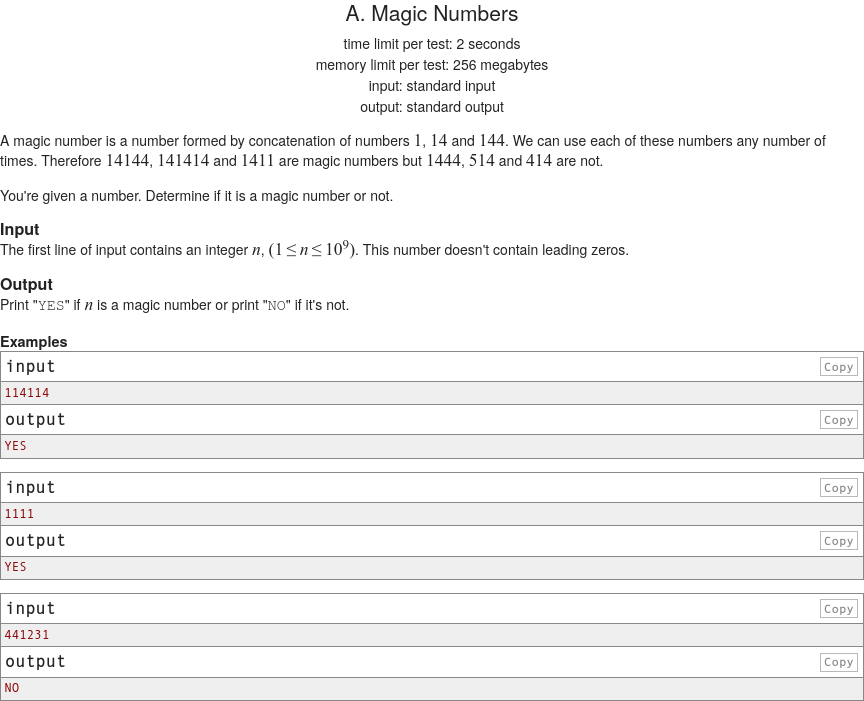 A. Magic Numbers
time limit per test: 2 seconds
memory limit per test: 256 megabytes
input: standard input
output: standard output
A magic number is a number formed by concatenation of numbers 1, 14 and 144. We can use each of these numbers any number of
times. Therefore 14144, 141414 and 1411 are magic numbers but 1444, 514 and 414 are not.
You're given a number. Determine if it is a magic number or not.
Input
The first line of input contains an integer n, (1 ≤ n ≤ 10⁹). This number doesn't contain leading zeros.
Output
Print "YES" if n is a magic number or print "NO" if it's not.
Examples
input Copy
114114
output Copy
YES
input Copy
1111
output Copy
YES
input Copy
441231
output Copy
NO